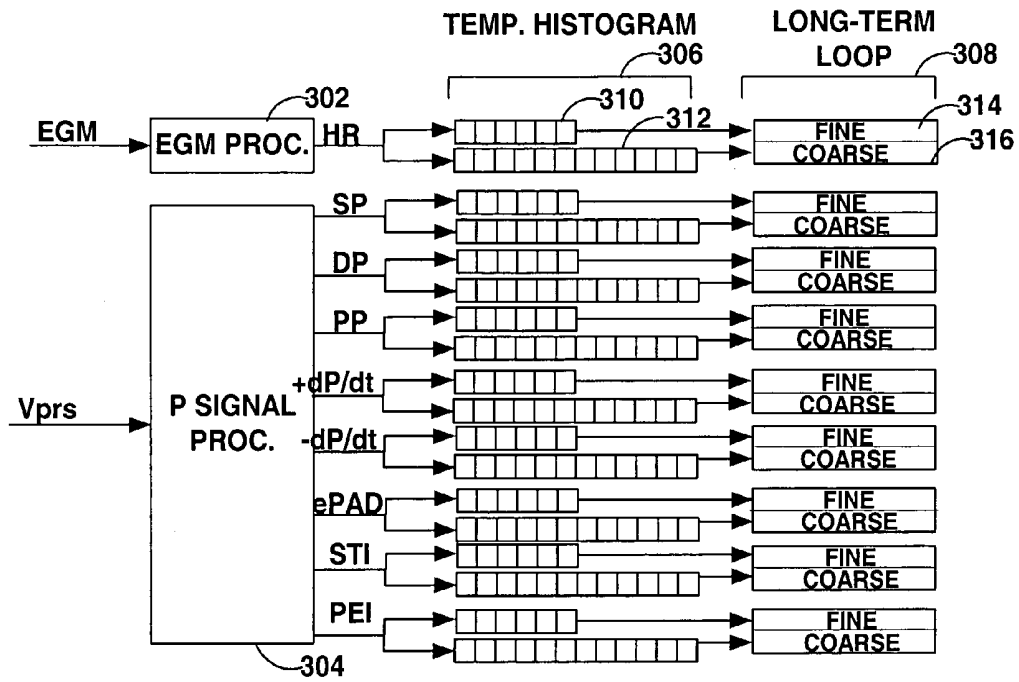 TEMP. HISTOGRAM
LONG-TERM
LOOP
306
308
302
310
314
EGM
EGM PROC.
HR
312
FINE
COARSE
316
SP
FINE
COARSE
DP
FINE
COARSE
PP
FINE
COARSE
Vprs
P SIGNAL
PROC.
+dP/dt
FINE
COARSE
-dP/dt
FINE
COARSE
ePAD
FINE
COARSE
STI
FINE
COARSE
PEI
FINE
COARSE
304